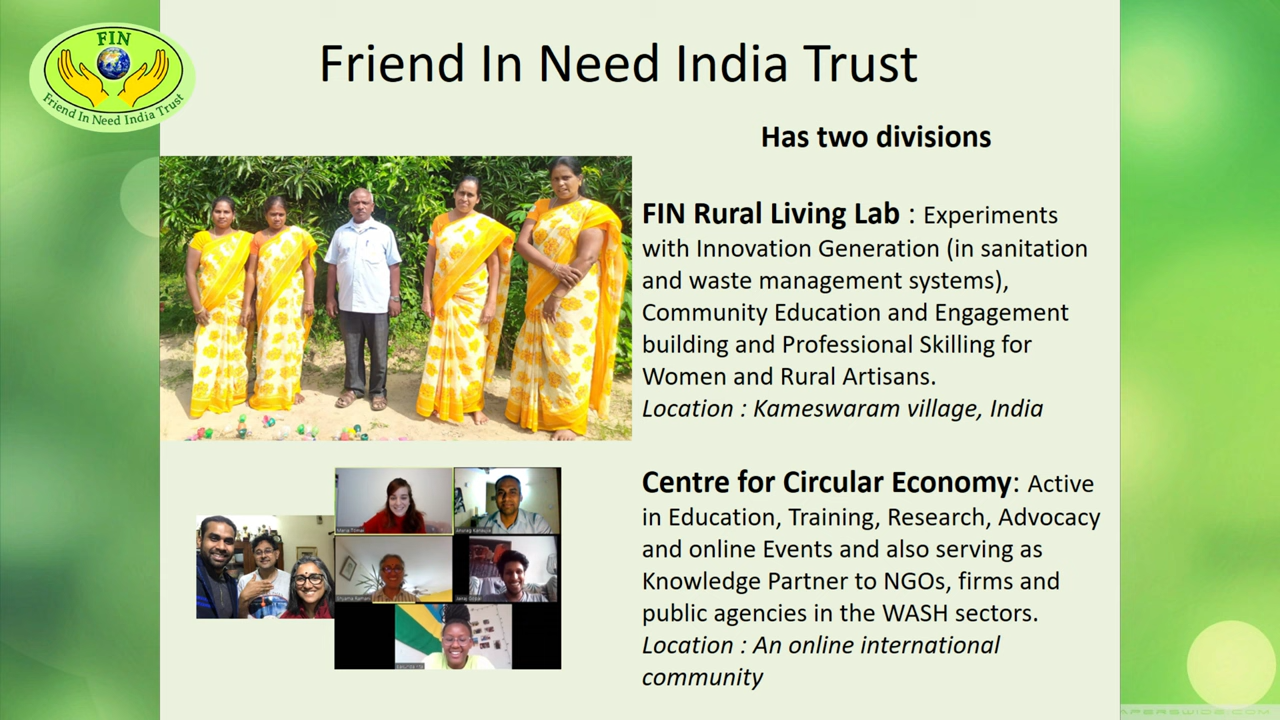 FIN
Friend In Need India Trust
Friend In Need India Trust
Has two divisions
FIN Rural Living Lab : Experiments
with Innovation Generation (in sanitation
and waste management systems),
Community Education and Engagement
building and Professional Skilling for
Women and Rural Artisans.
Location : Kameswaram village, India
Centre for Circular Economy: Active
in Education, Training, Research, Advocacy
and online Events and also serving as
Knowledge Partner to NGOs, firms and
public agencies in the WASH sectors.
Location : An online international
community